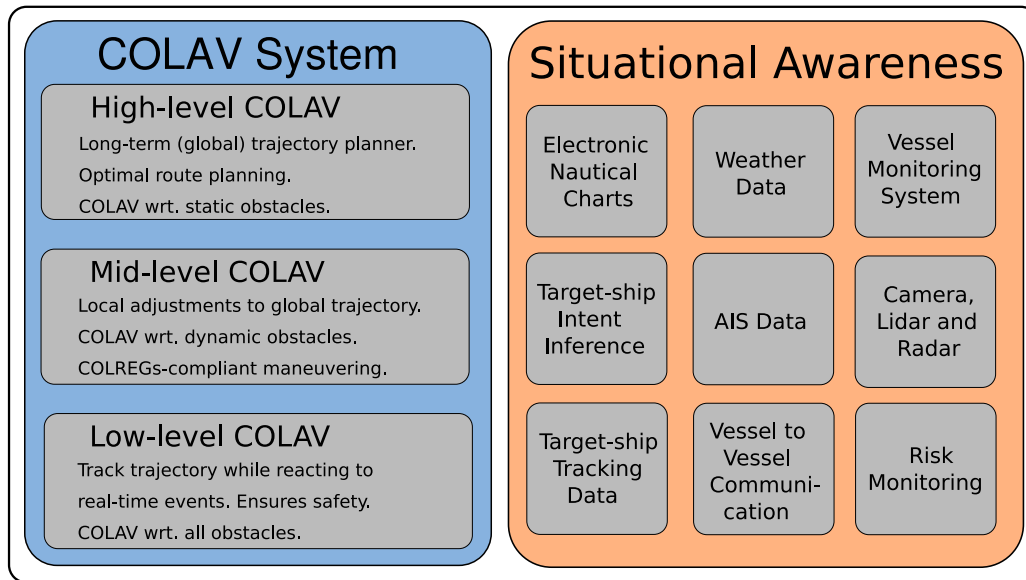 COLAV System
High-level COLAV
Long-term (global) trajectory planner.
Optimal route planning.
COLAV wrt. static obstacles.
Mid-level COLAV
Local adjustments to global trajectory.
COLAV wrt. dynamic obstacles.
COLREGs-compliant maneuvering.
Low-level COLAV
Track trajectory while reacting to
real-time events. Ensures safety.
COLAV wrt. all obstacles.
Situational Awareness
Electronic
Nautical
Charts
Weather
Data
Vessel
Monitoring
System
Target-ship
Intent
Inference
AIS Data
Camera,
Lidar and
Radar
Target-ship
Tracking
Data
Vessel to
Vessel
Communi-
cation
Risk
Monitoring